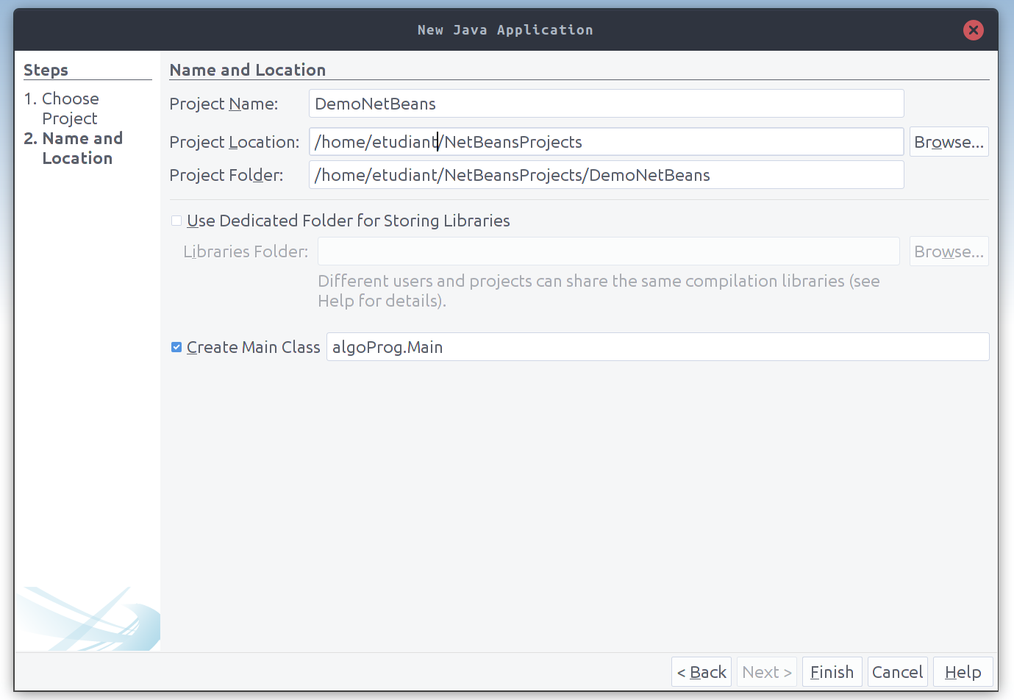 New Java Application
Steps
1. Choose
Project
2. Name and
Location
Name and Location
Project Name: DemoNetBeans
Project Location: /home/etudiant/NetBeansProjects Browse...
Project Folder: /home/etudiant/NetBeansProjects/DemoNetBeans
Use Dedicated Folder for Storing Libraries
Libraries Folder: Browse...
Different users and projects can share the same compilation libraries (see
Help for details).
Create Main Class algoProg.Main
< Back Next > Finish Cancel Help